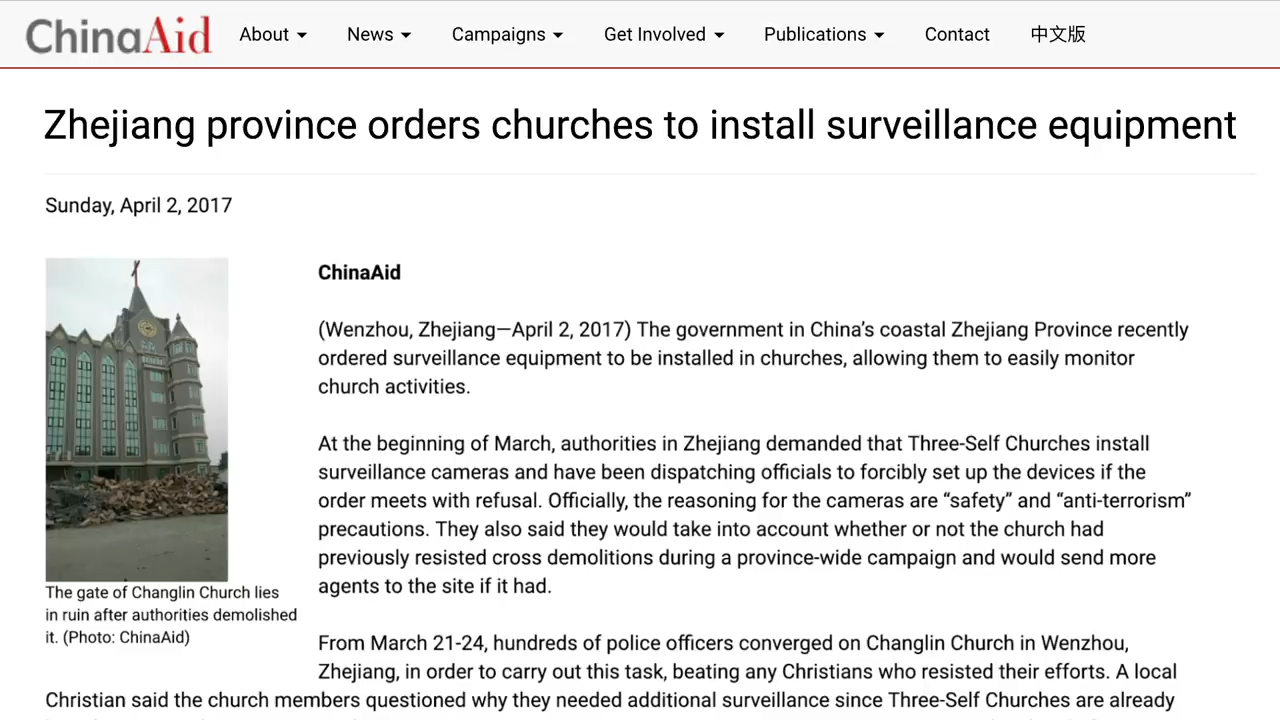 ChinaAid About News Campaigns Get Involved Publications Contact 中文版
Zhejiang province orders churches to install surveillance equipment
Sunday, April 2, 2017
ChinaAid
(Wenzhou, Zhejiang—April 2, 2017) The government in China’s coastal Zhejiang Province recently
ordered surveillance equipment to be installed in churches, allowing them to easily monitor
church activities.
At the beginning of March, authorities in Zhejiang demanded that Three-Self Churches install
surveillance cameras and have been dispatching officials to forcibly set up the devices if the
order meets with refusal. Officially, the reasoning for the cameras are “safety” and “anti-terrorism”
precautions. They also said they would take into account whether or not the church had
previously resisted cross demolitions during a province-wide campaign and would send more
agents to the site if it had.
The gate of Changlin Church lies
in ruin after authorities demolished
it. (Photo: ChinaAid)
From March 21-24, hundreds of police officers converged on Changlin Church in Wenzhou,
Zhejiang, in order to carry out this task, beating any Christians who resisted their efforts. A local
Christian said the church members questioned why they needed additional surveillance since Three-Self Churches are already